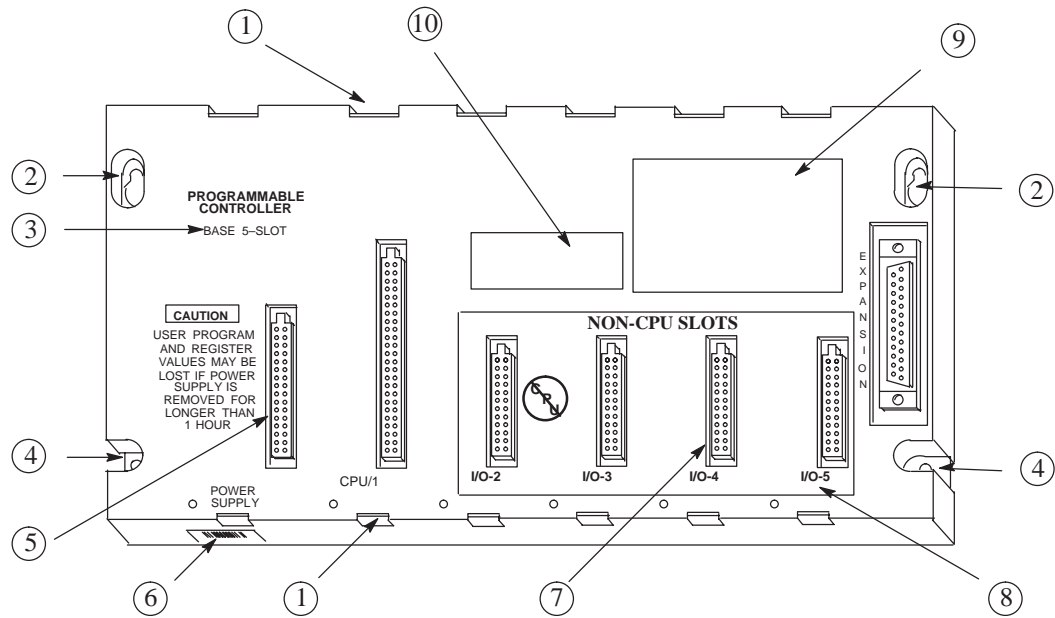 1
10
9
2
2
PROGRAMMABLE
CONTROLLER
3
BASE 5–SLOT
EXPANSION
CAUTION
USER PROGRAM
AND REGISTER
VALUES MAY BE
LOST IF POWER
SUPPLY IS
REMOVED FOR
LONGER THAN
1 HOUR
NON-CPU SLOTS
CPU
4
4
I/O-2
I/O-3
I/O-4
I/O-5
CPU/1
POWER
SUPPLY
5
6
1
7
8